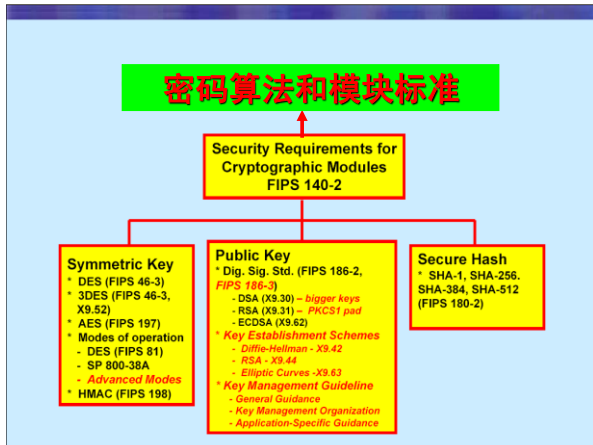 密码算法和模块标准
Security Requirements for
Cryptographic Modules
FIPS 140-2
Symmetric Key
* DES (FIPS 46-3)
* 3DES (FIPS 46-3,
X9.52)
* AES (FIPS 197)
* Modes of operation
- DES (FIPS 81)
- SP 800-38A
- Advanced Modes
* HMAC (FIPS 198)
Public Key
* Dig. Sig. Std. (FIPS 186-2,
FIPS 186-3)
- DSA (X9.30) – bigger keys
- RSA (X9.31) – PKCS1 pad
- ECDSA (X9.62)
* Key Establishment Schemes
- Diffie-Hellman - X9.42
- RSA - X9.44
- Elliptic Curves -X9.63
* Key Management Guideline
- General Guidance
- Key Management Organization
- Application-Specific Guidance
Secure Hash
* SHA-1, SHA-256.
SHA-384, SHA-512
(FIPS 180-2)